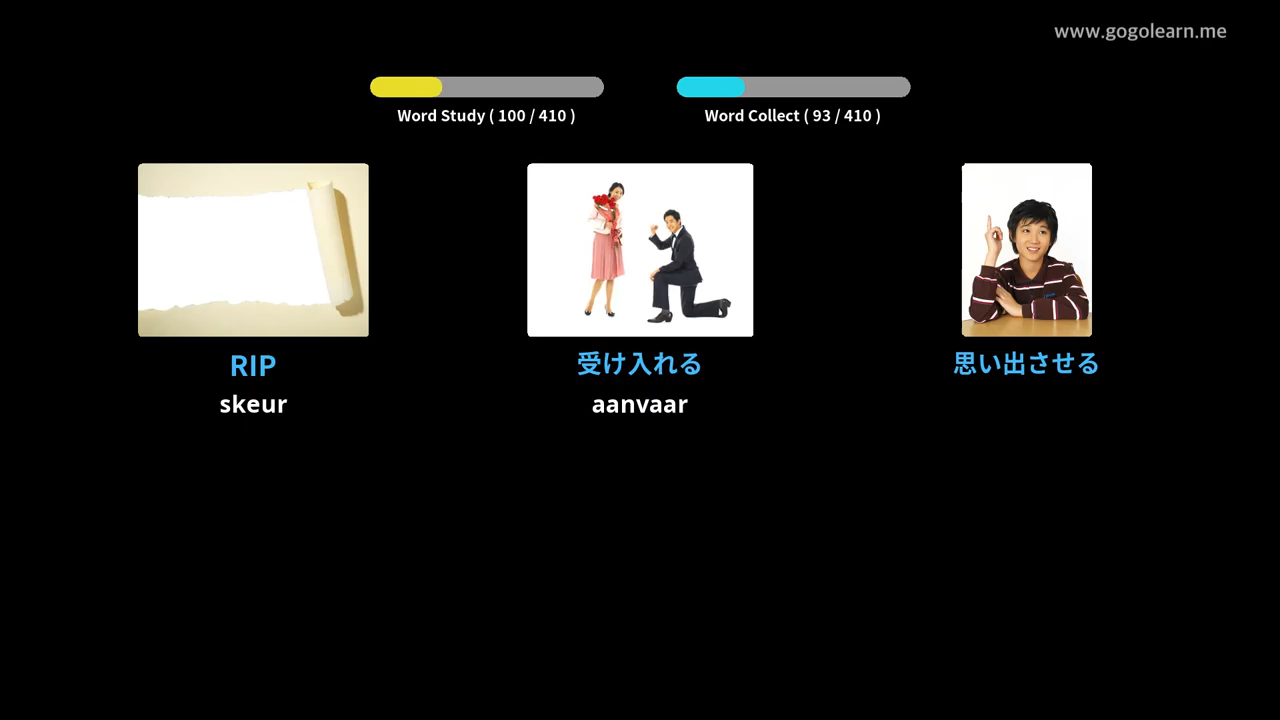 www.gogolearn.me
Word Study ( 100 / 410 )
Word Collect ( 93 / 410 )
RIP
受け入れる
思い出させる
skeur
aanvaar